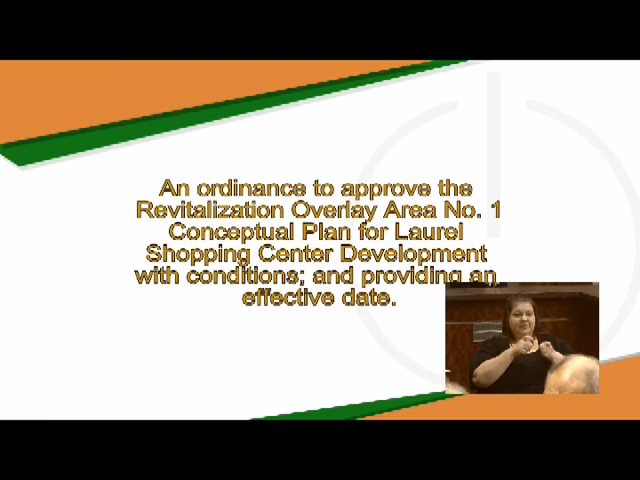 An ordinance to approve the
Revitalization Overlay Area No. 1
Conceptual Plan for Laurel
Shopping Center Development
with conditions; and providing an
effective date.